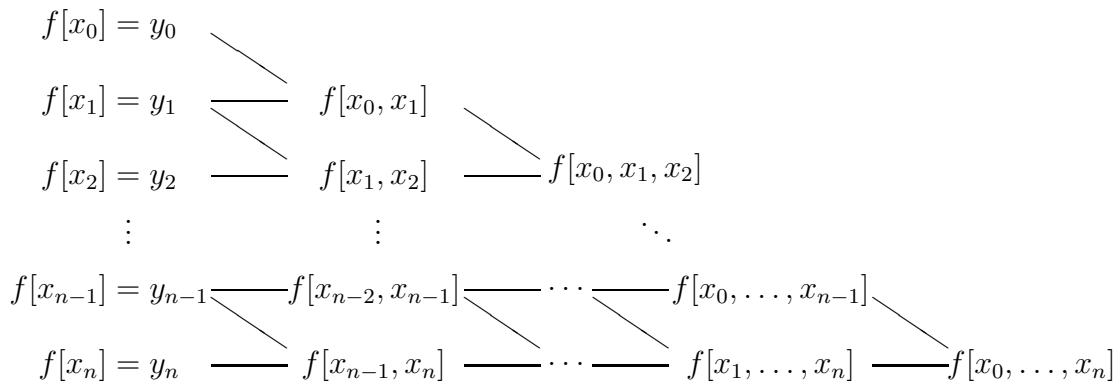 f[x_0] = y_0
f[x_1] = y_1 f[x_0, x_1]
f[x_2] = y_2 f[x_1, x_2] f[x_0, x_1, x_2]
⋮ ⋮ ⋱
f[x_{n-1}] = y_{n-1} f[x_{n-2}, x_{n-1}] ⋯ f[x_0, …, x_{n-1}]
f[x_n] = y_n f[x_{n-1}, x_n] ⋯ f[x_1, …, x_n] f[x_0, …, x_n]